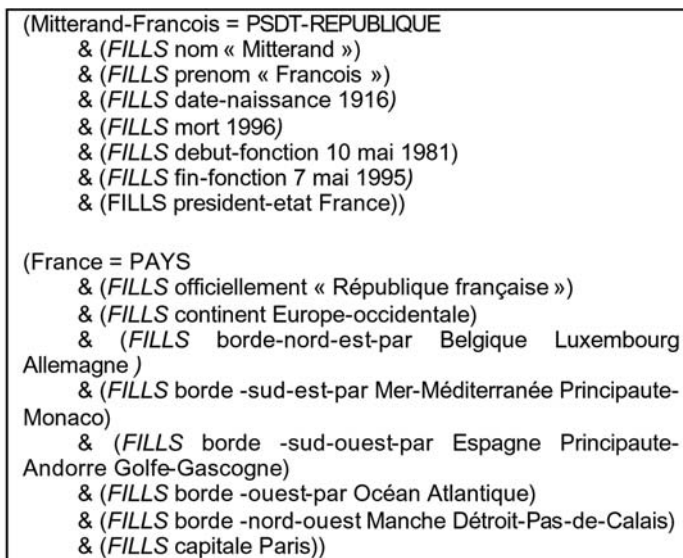 (Mitterand-Francois = PSDT-REPUBLIQUE
& (FILLS nom « Mitterand »)
& (FILLS prenom « Francois »)
& (FILLS date-naissance 1916)
& (FILLS mort 1996)
& (FILLS debut-fonction 10 mai 1981)
& (FILLS fin-fonction 7 mai 1995)
& (FILLS president-etat France))
(France = PAYS
& (FILLS officiellement « République française »)
& (FILLS continent Europe-occidentale)
& (FILLS borde-nord-est-par Belgique Luxembourg
Allemagne )
& (FILLS borde -sud-est-par Mer-Méditerranée Principaute-
Monaco)
& (FILLS borde -sud-ouest-par Espagne Principaute-
Andorre Golfe-Gascogne)
& (FILLS borde -ouest-par Océan Atlantique)
& (FILLS borde -nord-ouest Manche Détroit-Pas-de-Calais)
& (FILLS capitale Paris))